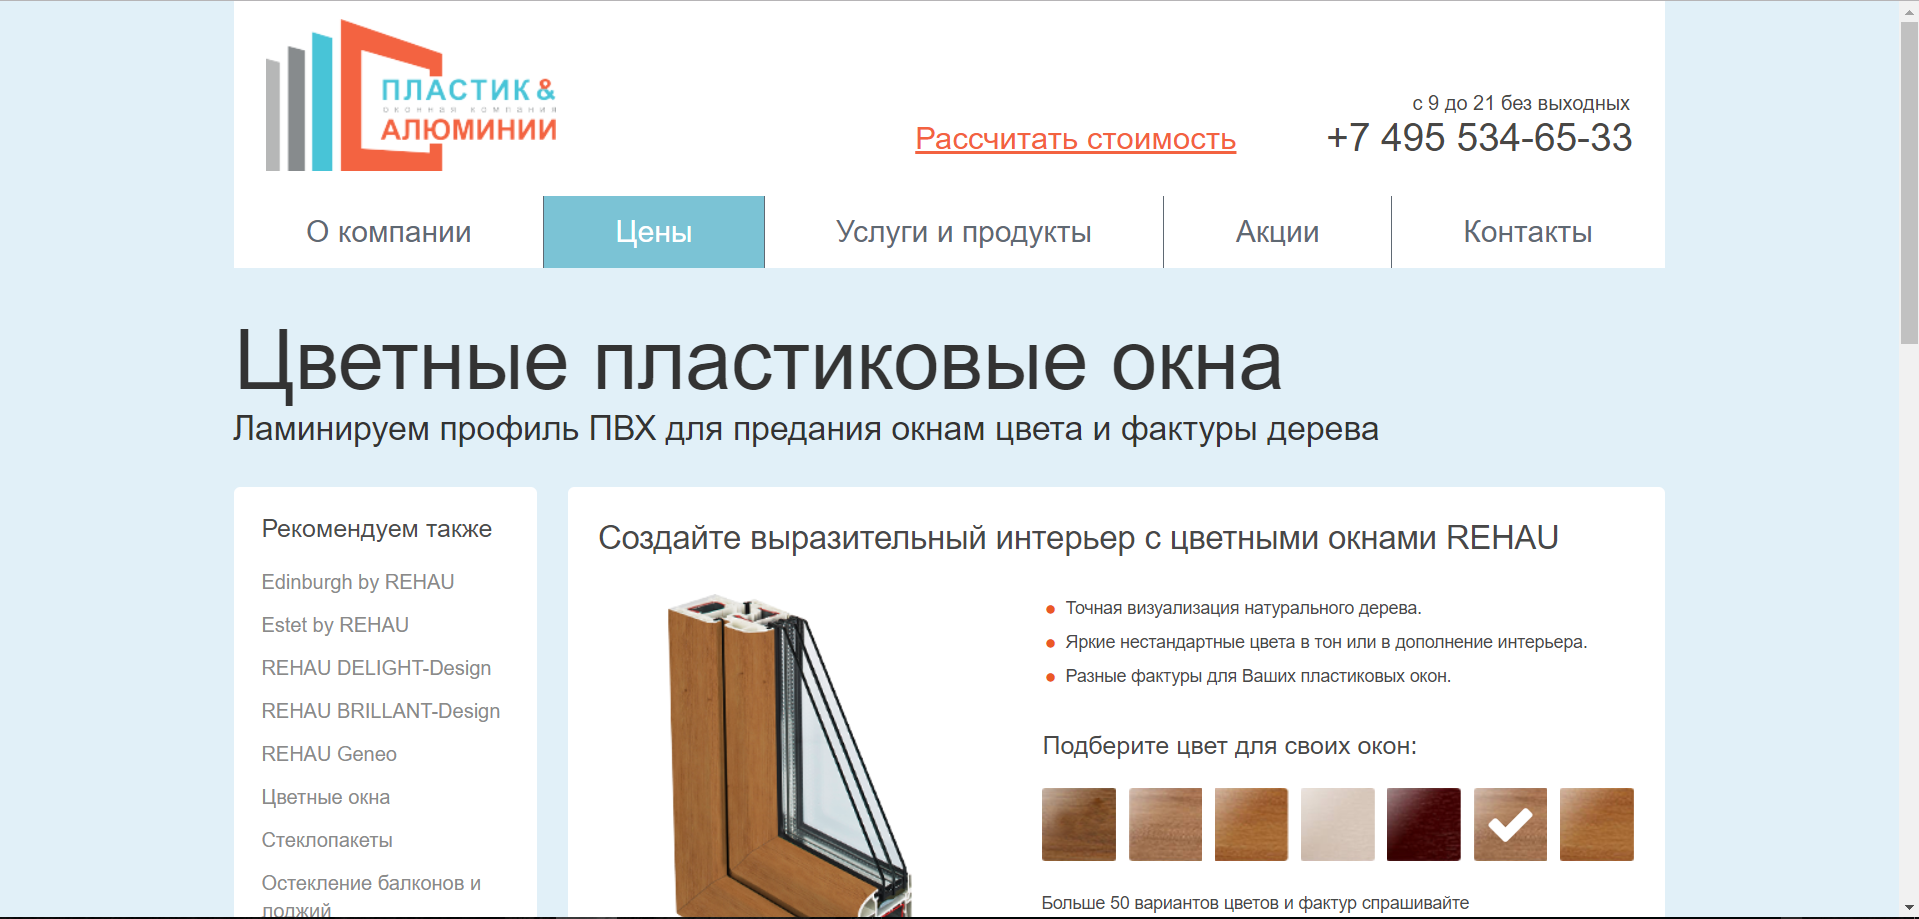 ПЛАСТИК &
оконная компания
АЛЮМИНИИ
с 9 до 21 без выходных
Рассчитать стоимость
+7 495 534-65-33
О компании
Цены
Услуги и продукты
Акции
Контакты
Цветные пластиковые окна
Ламинируем профиль ПВХ для предания окнам цвета и фактуры дерева
Рекомендуем также
Edinburgh by REHAU
Estet by REHAU
REHAU DELIGHT-Design
REHAU BRILLANT-Design
REHAU Geneo
Цветные окна
Стеклопакеты
Остекление балконов и
лоджий
Создайте выразительный интерьер с цветными окнами REHAU
Точная визуализация натурального дерева.
Яркие нестандартные цвета в тон или в дополнение интерьера.
Разные фактуры для Ваших пластиковых окон.
Подберите цвет для своих окон:
Больше 50 вариантов цветов и фактур спрашивайте